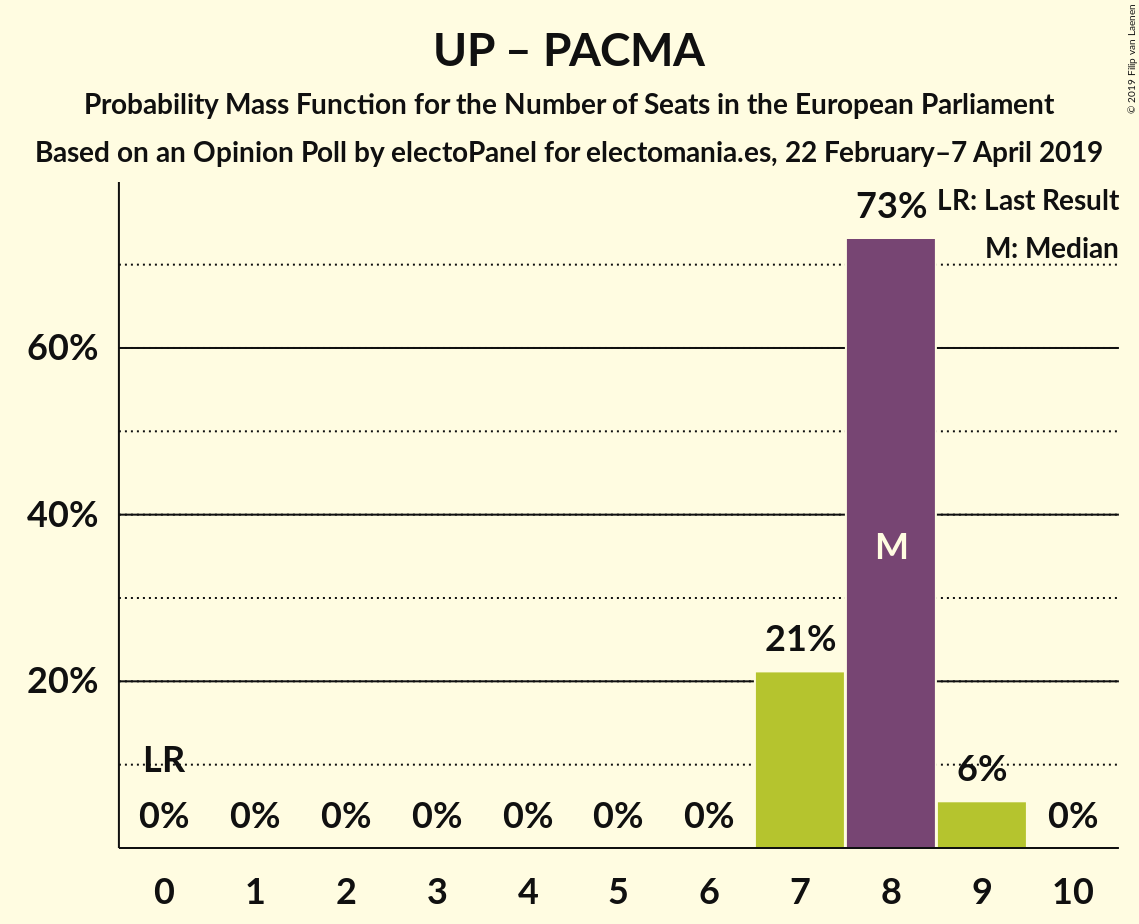 UP – PACMA
Probability Mass Function for the Number of Seats in the European Parliament
Based on an Opinion Poll by electoPanel for electomania.es, 22 February–7 April 2019
© 2019 Filip van Laenen
LR: Last Result
M: Median
73%
60%
40%
M
21%
20%
LR
6%
0% 0% 0% 0% 0% 0% 0% 0%
0 1 2 3 4 5 6 7 8 9 10